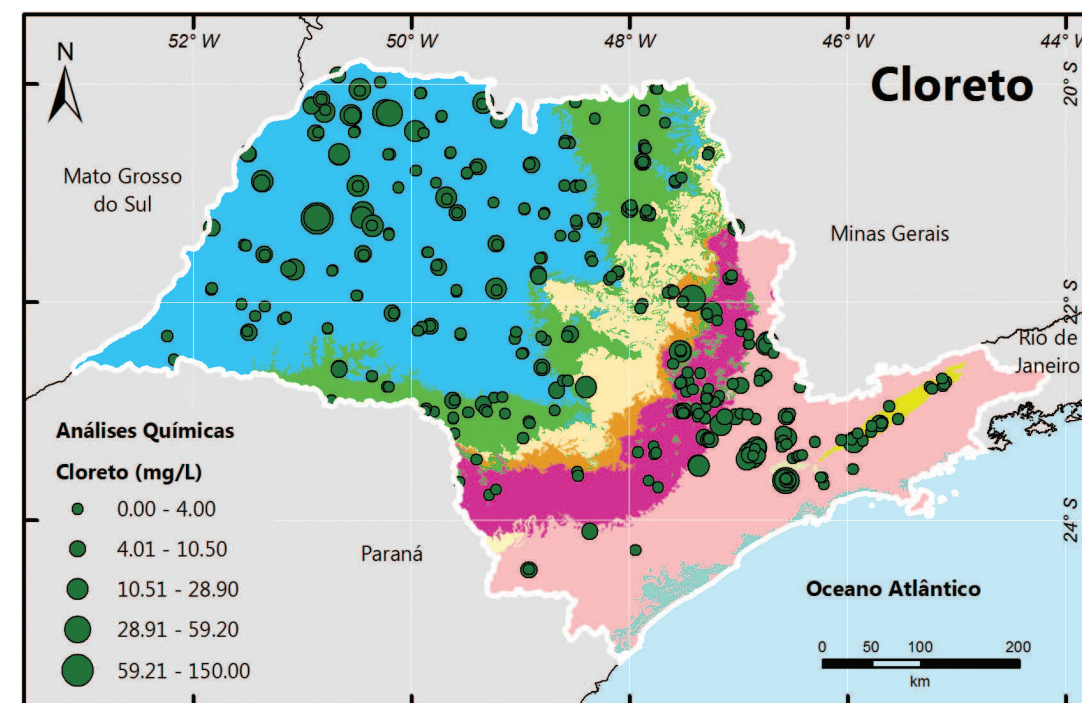 52° W
50° W
48° W
46° W
44° W
N
Cloreto
20° S
Mato Grosso
do Sul
Minas Gerais
22° S
Rio de
Janeiro
Análises Químicas
Cloreto (mg/L)
0.00 - 4.00
4.01 - 10.50
10.51 - 28.90
28.91 - 59.20
59.21 - 150.00
Paraná
24° S
Oceano Atlântico
0 50 100 200
km